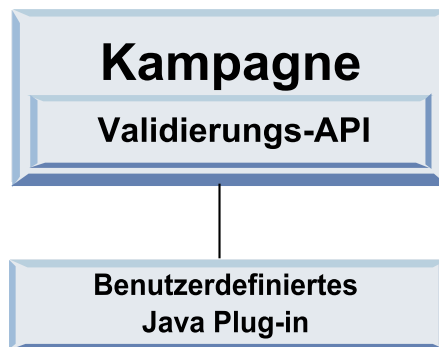 Kampagne
Validierungs-API
Benutzerdefiniertes
Java Plug-in